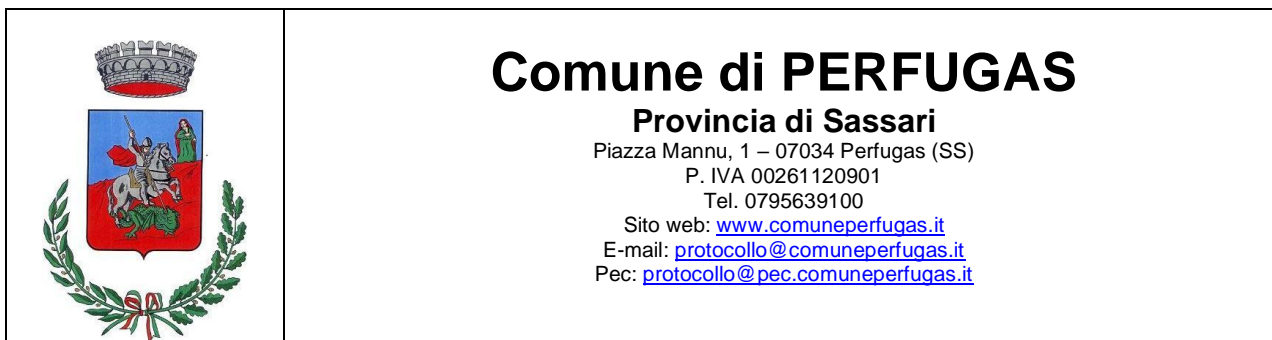 Comune di PERFUGAS
Provincia di Sassari
Piazza Mannu, 1 – 07034 Perfugas (SS)
P. IVA 00261120901
Tel. 0795639100
Sito web: www.comuneperfugas.it
E-mail: protocollo@comuneperfugas.it
Pec: protocollo@pec.comuneperfugas.it